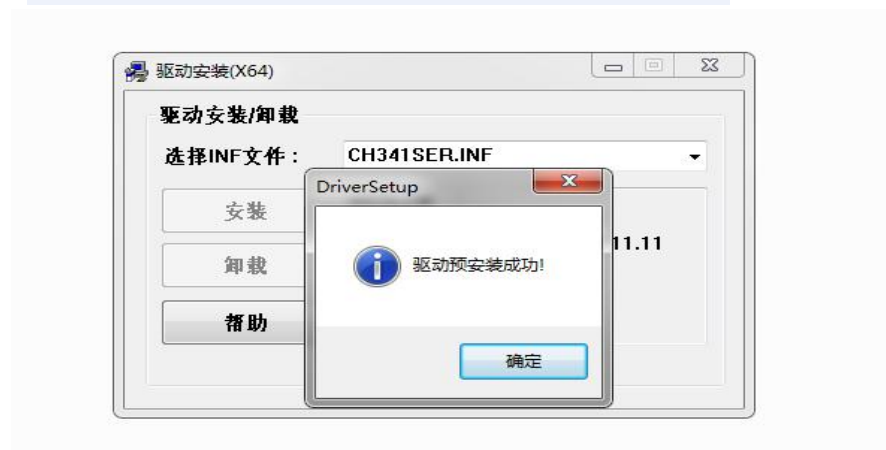 驱动安装(X64)
驱动安装/卸载
选择INF文件：
CH341SER.INF
DriverSetup
安装
11.11
卸载
驱动预安装成功!
帮助
确定